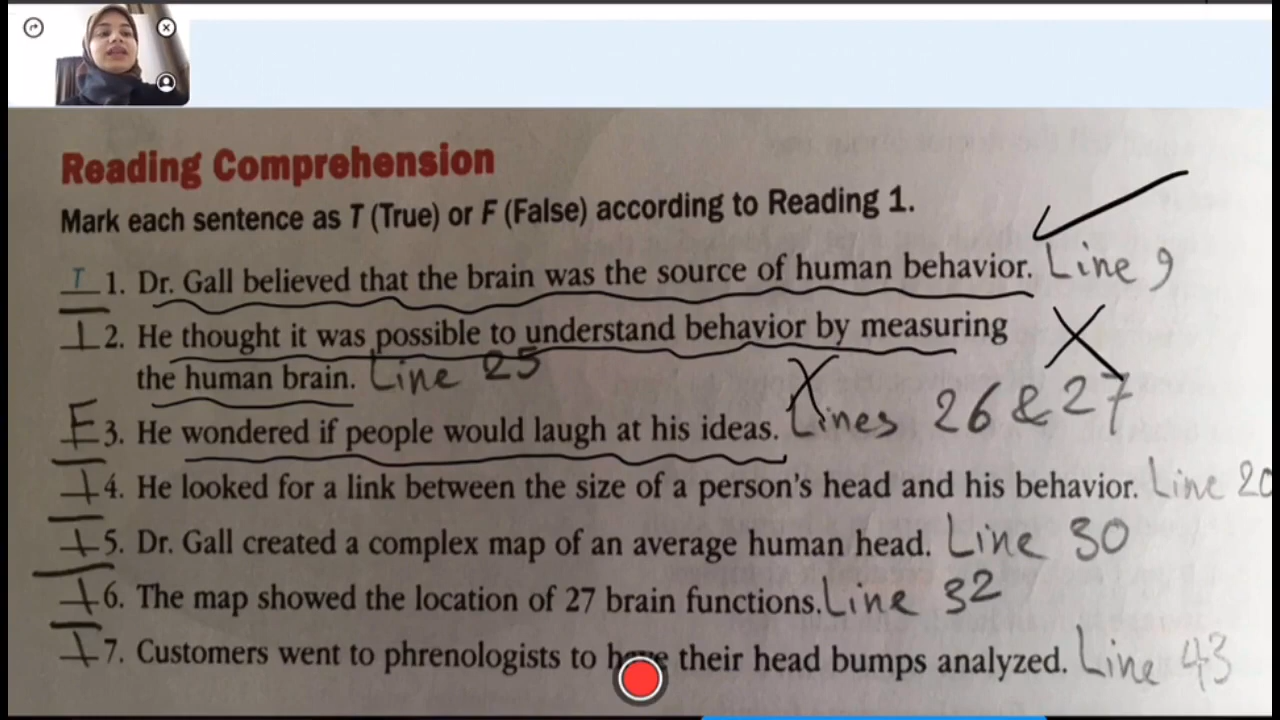 Reading Comprehension
Mark each sentence as T (True) or F (False) according to Reading 1.
T 1. Dr. Gall believed that the brain was the source of human behavior. Line 9
T 2. He thought it was possible to understand behavior by measuring
the human brain. Line 25
F 3. He wondered if people would laugh at his ideas. Lines 26 & 27
T 4. He looked for a link between the size of a person's head and his behavior. Line 20
T 5. Dr. Gall created a complex map of an average human head. Line 30
T 6. The map showed the location of 27 brain functions. Line 32
T 7. Customers went to phrenologists to have their head bumps analyzed. Line 43